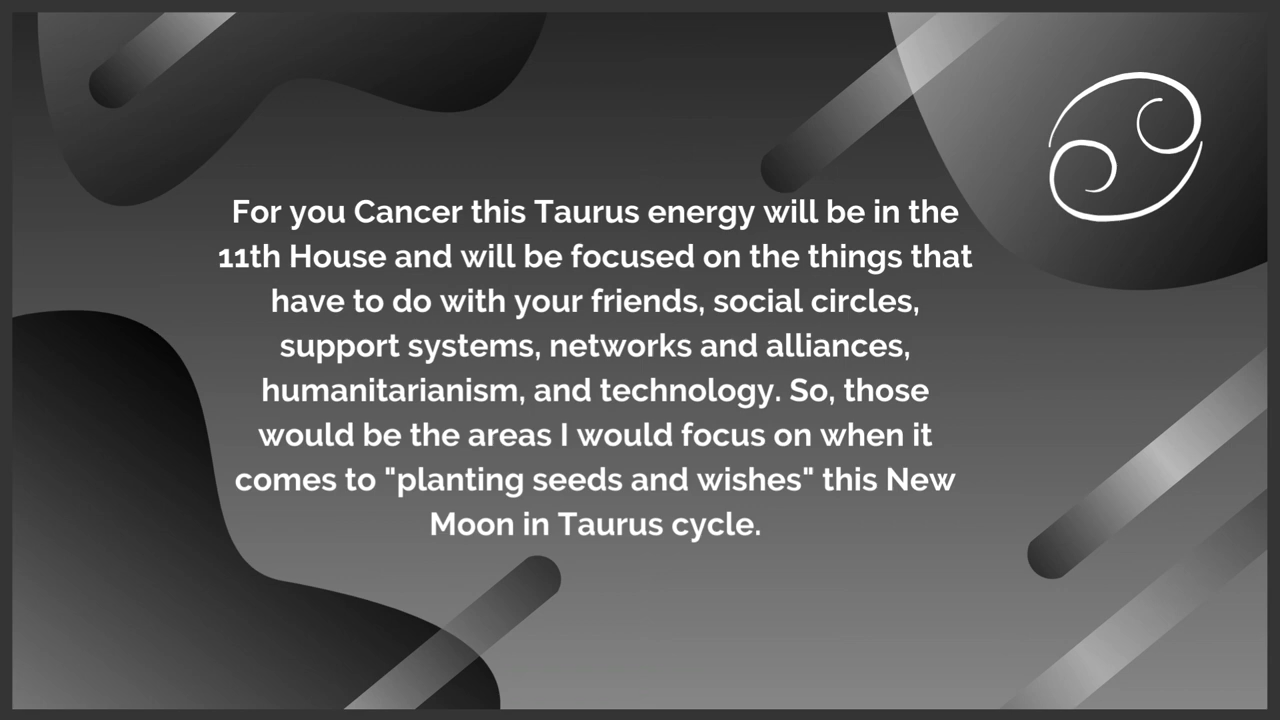 For you Cancer this Taurus energy will be in the
11th House and will be focused on the things that
have to do with your friends, social circles,
support systems, networks and alliances,
humanitarianism, and technology. So, those
would be the areas I would focus on when it
comes to "planting seeds and wishes" this New
Moon in Taurus cycle.